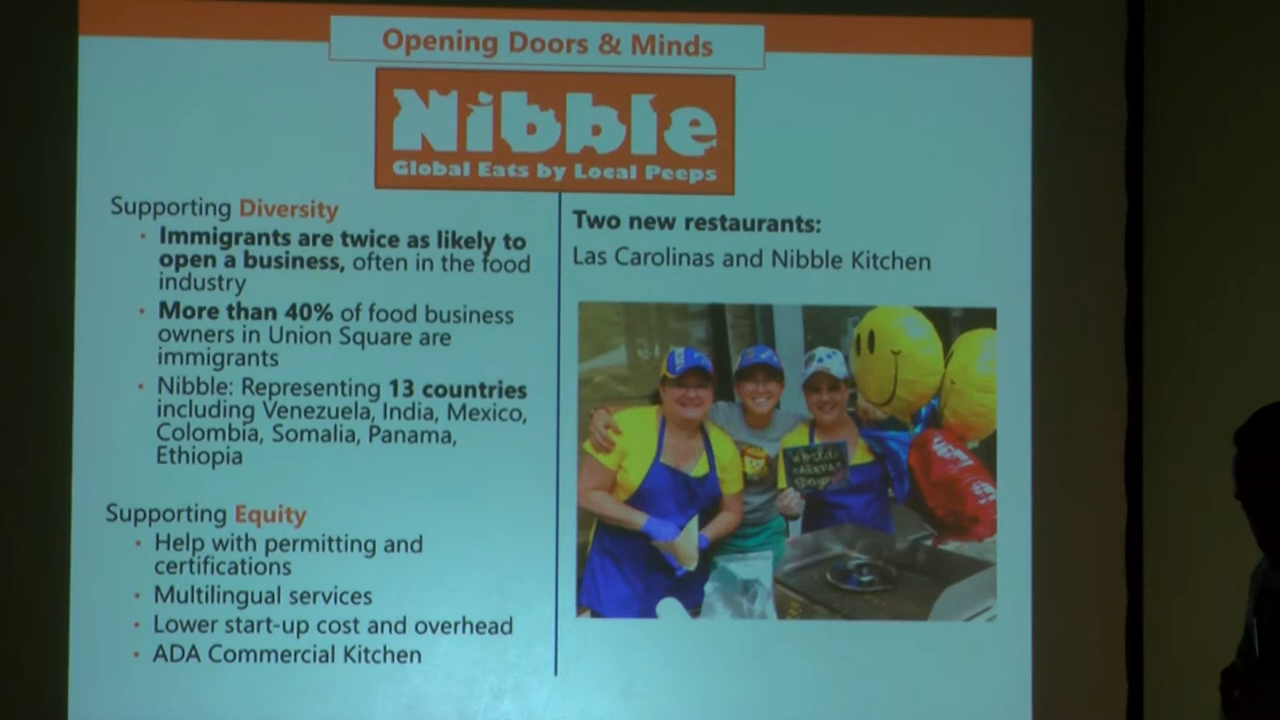 Opening Doors & Minds
Nibble
Global Eats by Local Peeps
Supporting Diversity
• Immigrants are twice as likely to
open a business, often in the food
industry
• More than 40% of food business
owners in Union Square are
immigrants
• Nibble: Representing 13 countries
including Venezuela, India, Mexico,
Colombia, Somalia, Panama,
Ethiopia
Supporting Equity
• Help with permitting and
certifications
• Multilingual services
• Lower start-up cost and overhead
• ADA Commercial Kitchen
Two new restaurants:
Las Carolinas and Nibble Kitchen
World
AREPA
Day